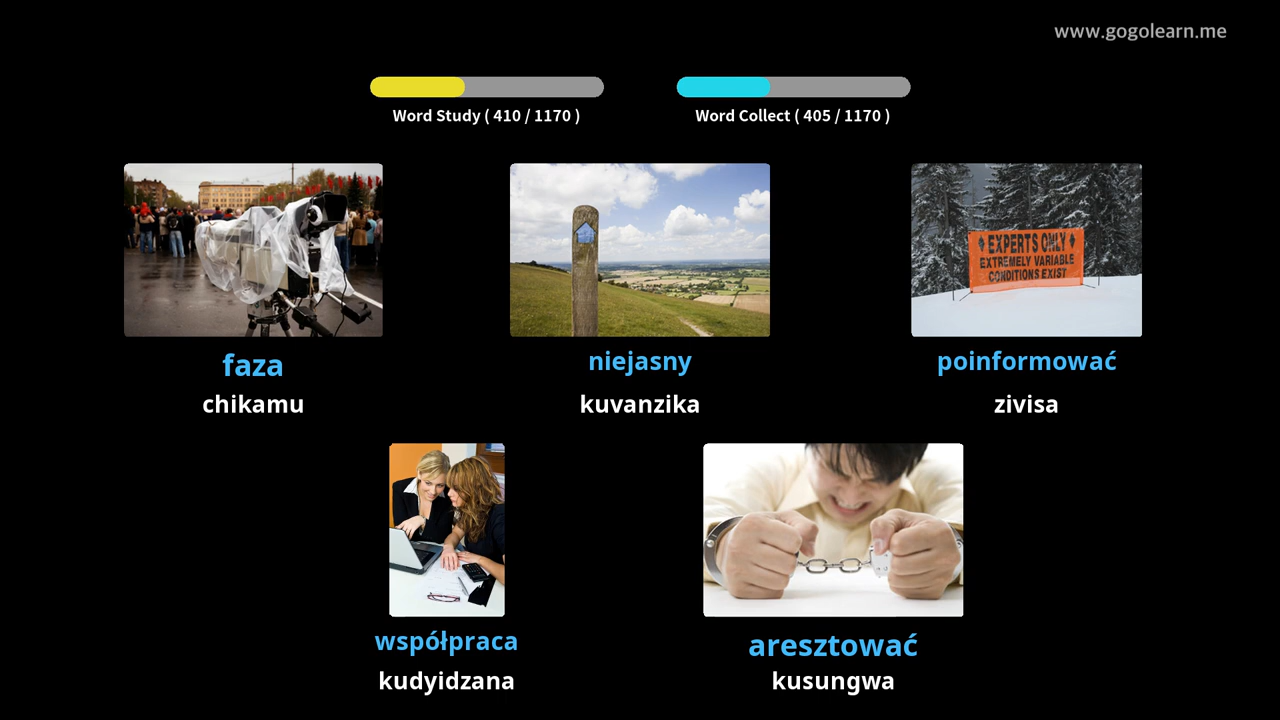 www.gogolearn.me
Word Study ( 410 / 1170 )
Word Collect ( 405 / 1170 )
EXPERTS ONLY
EXTREMELY VARIABLE
CONDITIONS EXIST
faza
niejasny
poinformować
chikamu
kuvanzika
zivisa
współpraca
aresztować
kudyidzana
kusungwa